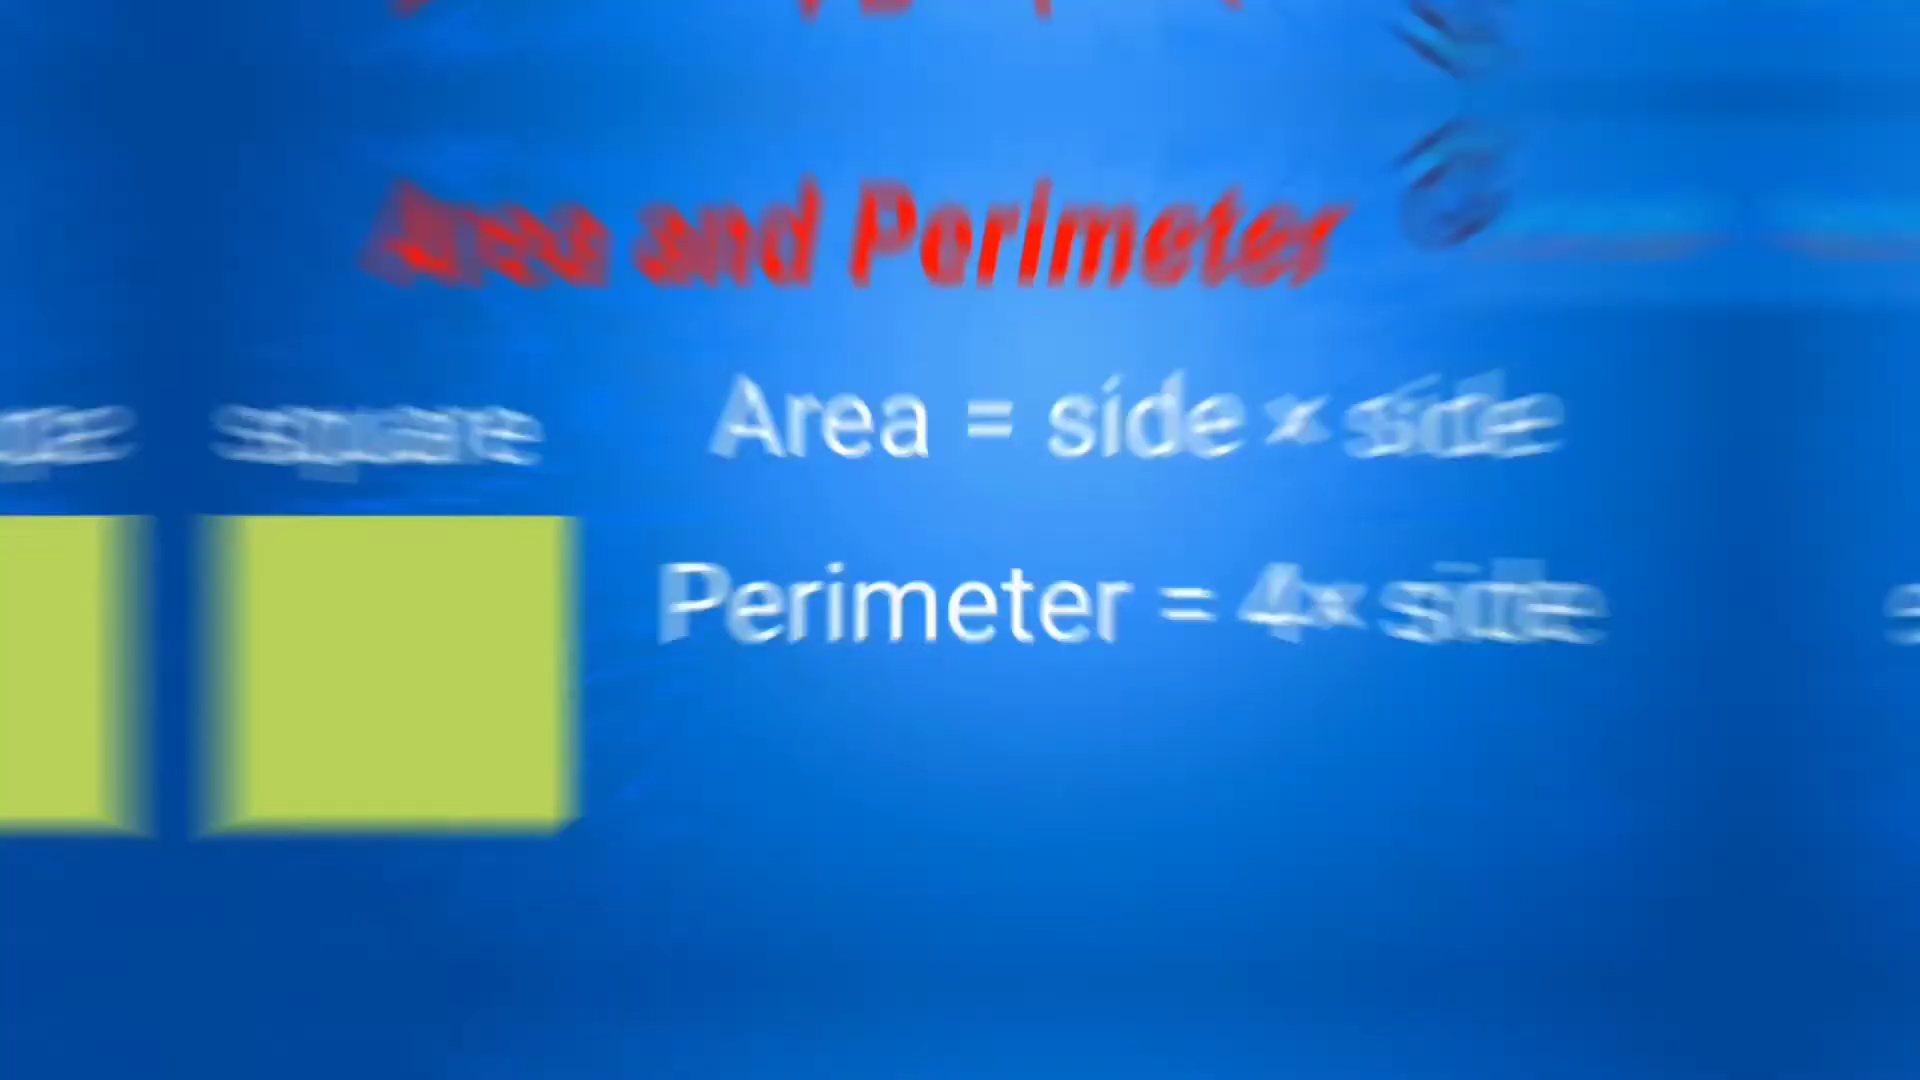 Area and Perimeter
square
Area = side × side
Perimeter = 4× side